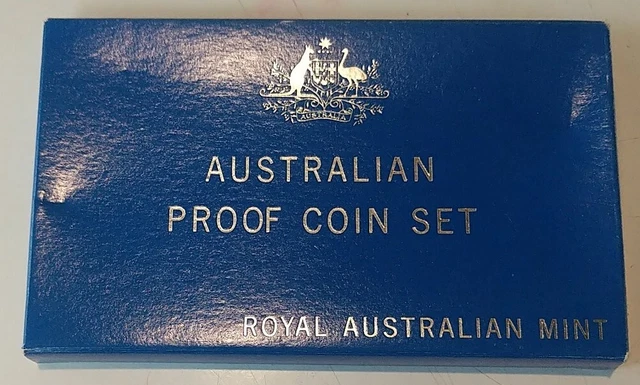 AUSTRALIA
AUSTRALIAN
PROOF COIN SET
ROYAL AUSTRALIAN MINT